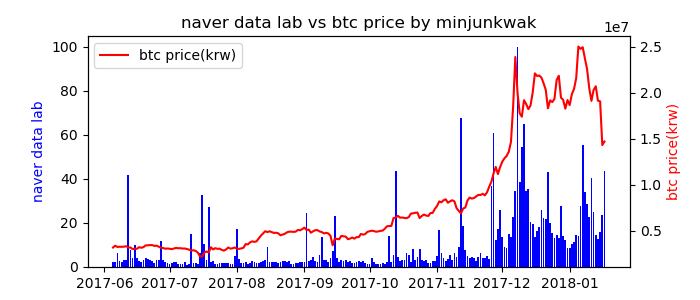 naver data lab vs btc price by minjunkwak
1e7
btc price(krw)
100
80
60
40
20
0
naver data lab
2.5
2.0
1.5
1.0
0.5
btc price(krw)
2017-06 2017-07 2017-08 2017-09 2017-10 2017-11 2017-12 2018-01